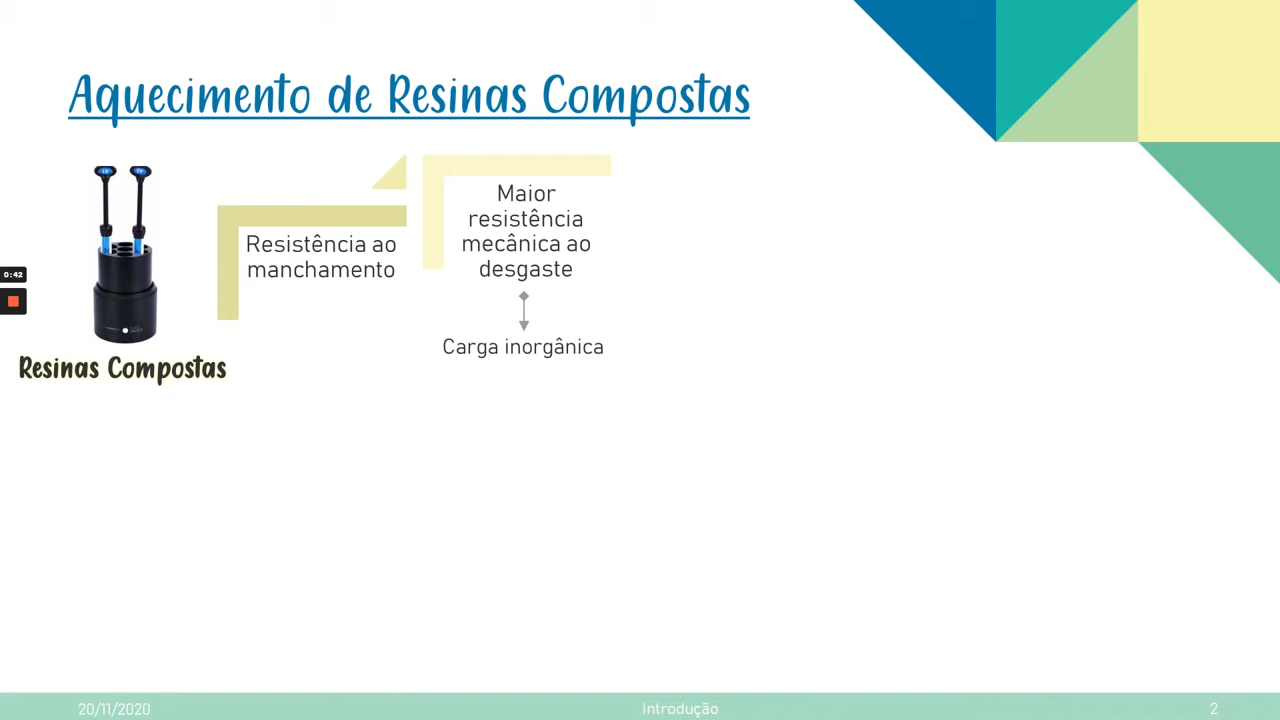 Aquecimento de Resinas Compostas
Maior
resistência
mecânica ao
desgaste
Resistência ao
manchamento
0:42
Carga inorgânica
Resinas Compostas
20/11/2020
Introdução
2